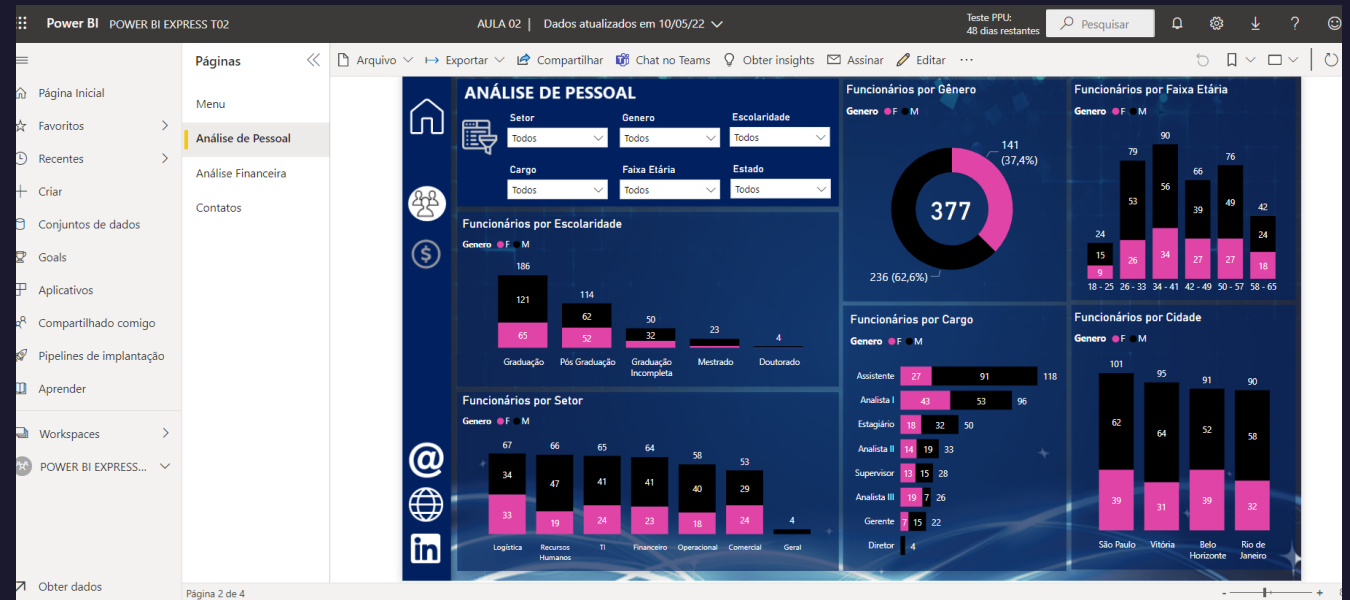 Power BI POWER BI EXPRESS T02
AULA 02 | Dados atualizados em 10/05/22
Teste PPU:
48 dias restantes
Pesquisar
Página Inicial
Favoritos
Recentes
Criar
Conjuntos de dados
Goals
Aplicativos
Compartilhado comigo
Pipelines de implantação
Aprender
Workspaces
POWER BI EXPRESS...
Obter dados
Páginas
Menu
Análise de Pessoal
Análise Financeira
Contatos
Arquivo Exportar Compartilhar Chat no Teams Obter insights Assinar Editar ...
ANÁLISE DE PESSOAL
Setor Genero Escolaridade
Todos Todos Todos
Cargo Faixa Etária Estado
Todos Todos Todos
Funcionários por Escolaridade
Genero F M
186 114 50 23 4
121 62 32
65 52
Graduação Pós Graduação Graduação Incompleta Mestrado Doutorado
Funcionários por Setor
Genero F M
67 66 65 64 58 53 4
34 47 41 41 40 29
33 19 24 23 18 24
Logística Recursos Humanos TI Financeiro Operacional Comercial Geral
Funcionários por Gênero
Genero F M
141
(37,4%)
377
236 (62,6%)
Funcionários por Faixa Etária
Genero F M
24 79 90 66 76 42
15 53 56 39 49 24
9 26 34 27 27 18
18 - 25 26 - 33 34 - 41 42 - 49 50 - 57 58 - 65
Funcionários por Cargo
Genero F M
Assistente 27 91 118
Analista I 43 53 96
Estagiário 18 32 50
Analista II 14 19 33
Supervisor 13 15 28
Analista III 19 7 26
Gerente 7 15 22
Diretor 4
Funcionários por Cidade
Genero F M
101 95 91 90
62 64 52 58
39 31 39 32
São Paulo Vitória Belo Horizonte Rio de Janeiro
@
in
Página 2 de 4
- +